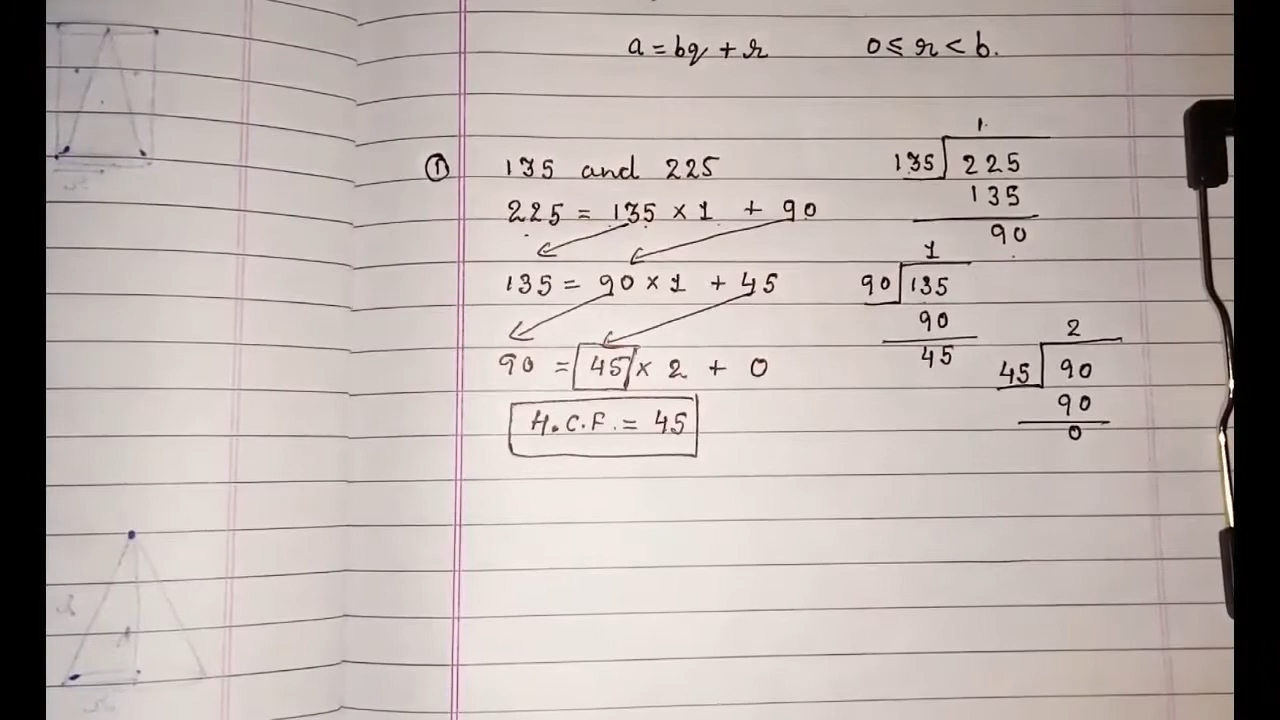 a = bq + r 0 ≤ r < b.
① 135 and 225
225 = 135 × 1 + 90
135 = 90 × 1 + 45
90 = 45 × 2 + 0
H.C.F. = 45
1
135 225
135
90
1
90 135
90
45
2
45 90
90
0